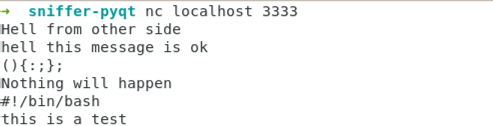 → sniffer-pyqt nc localhost 3333
Hell from other side
hell this message is ok
(){:;};
Nothing will happen
#!/bin/bash
this is a test